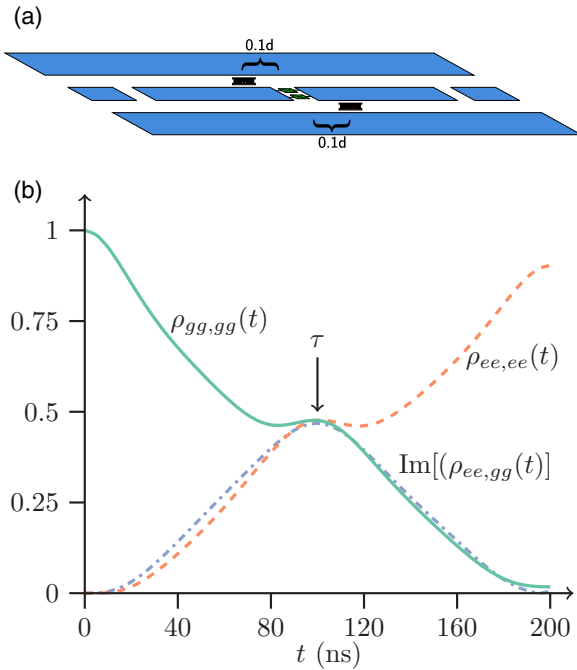 (a)
0.1d
0.1d
(b)
1
0.75
0.5
0.25
0
ρgg,gg(t)
τ
ρee,ee(t)
Im[(ρee,gg(t)]
0 40 80 120 160 200
t (ns)